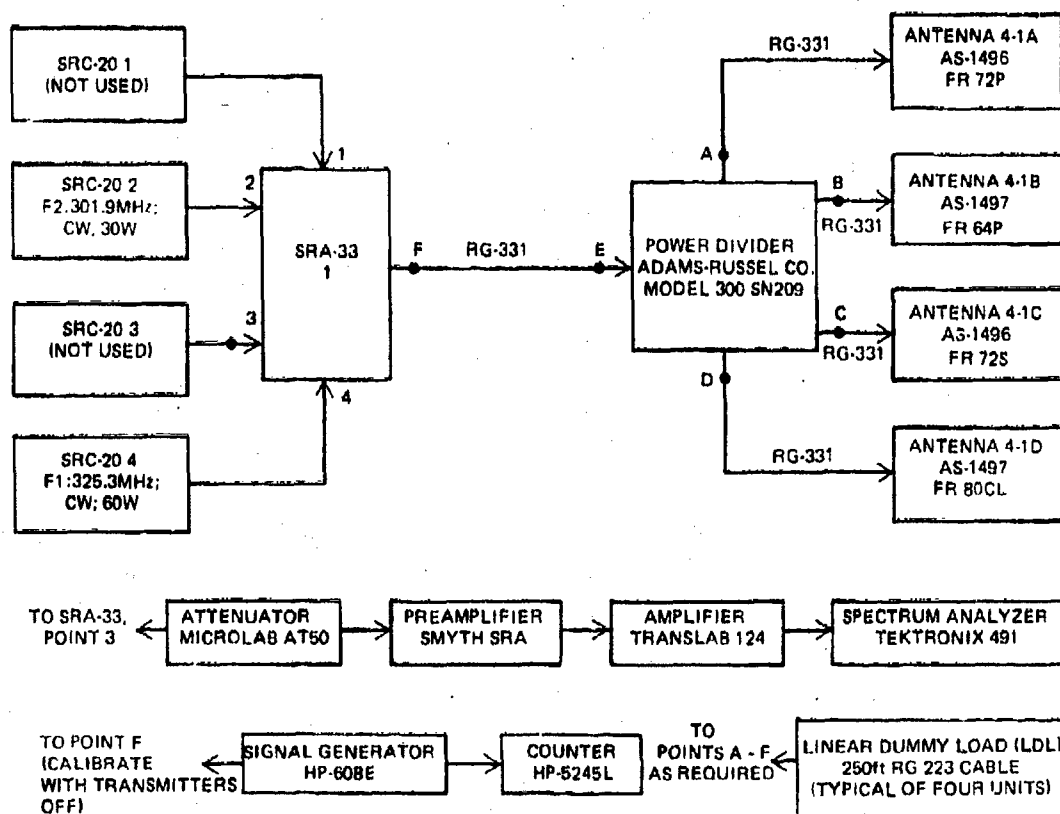 SRC-20 1
(NOT USED)
1
SRC-20 2
F2.301.9MHz;
CW, 30W
2
SRC-20 3
(NOT USED)
3
SRC-20 4
F1:325.3MHz;
CW; 60W
4
SRA-33
1
F
RG-331
E
POWER DIVIDER
ADAMS-RUSSEL CO.
MODEL 300 SN209
A
RG-331
ANTENNA 4-1A
AS-1496
FR 72P
B
RG-331
ANTENNA 4-1B
AS-1497
FR 64P
C
RG-331
ANTENNA 4-1C
AS-1496
FR 72S
D
RG-331
ANTENNA 4-1D
AS-1497
FR 80CL
TO SRA-33,
POINT 3
ATTENUATOR
MICROLAB AT50
PREAMPLIFIER
SMYTH SRA
AMPLIFIER
TRANSLAB 124
SPECTRUM ANALYZER
TEKTRONIX 491
TO POINT F
(CALIBRATE
WITH TRANSMITTERS
OFF)
SIGNAL GENERATOR
HP-608E
COUNTER
HP-5245L
TO
POINTS A - F
AS REQUIRED
LINEAR DUMMY LOAD (LDL)
250ft RG 223 CABLE
(TYPICAL OF FOUR UNITS)